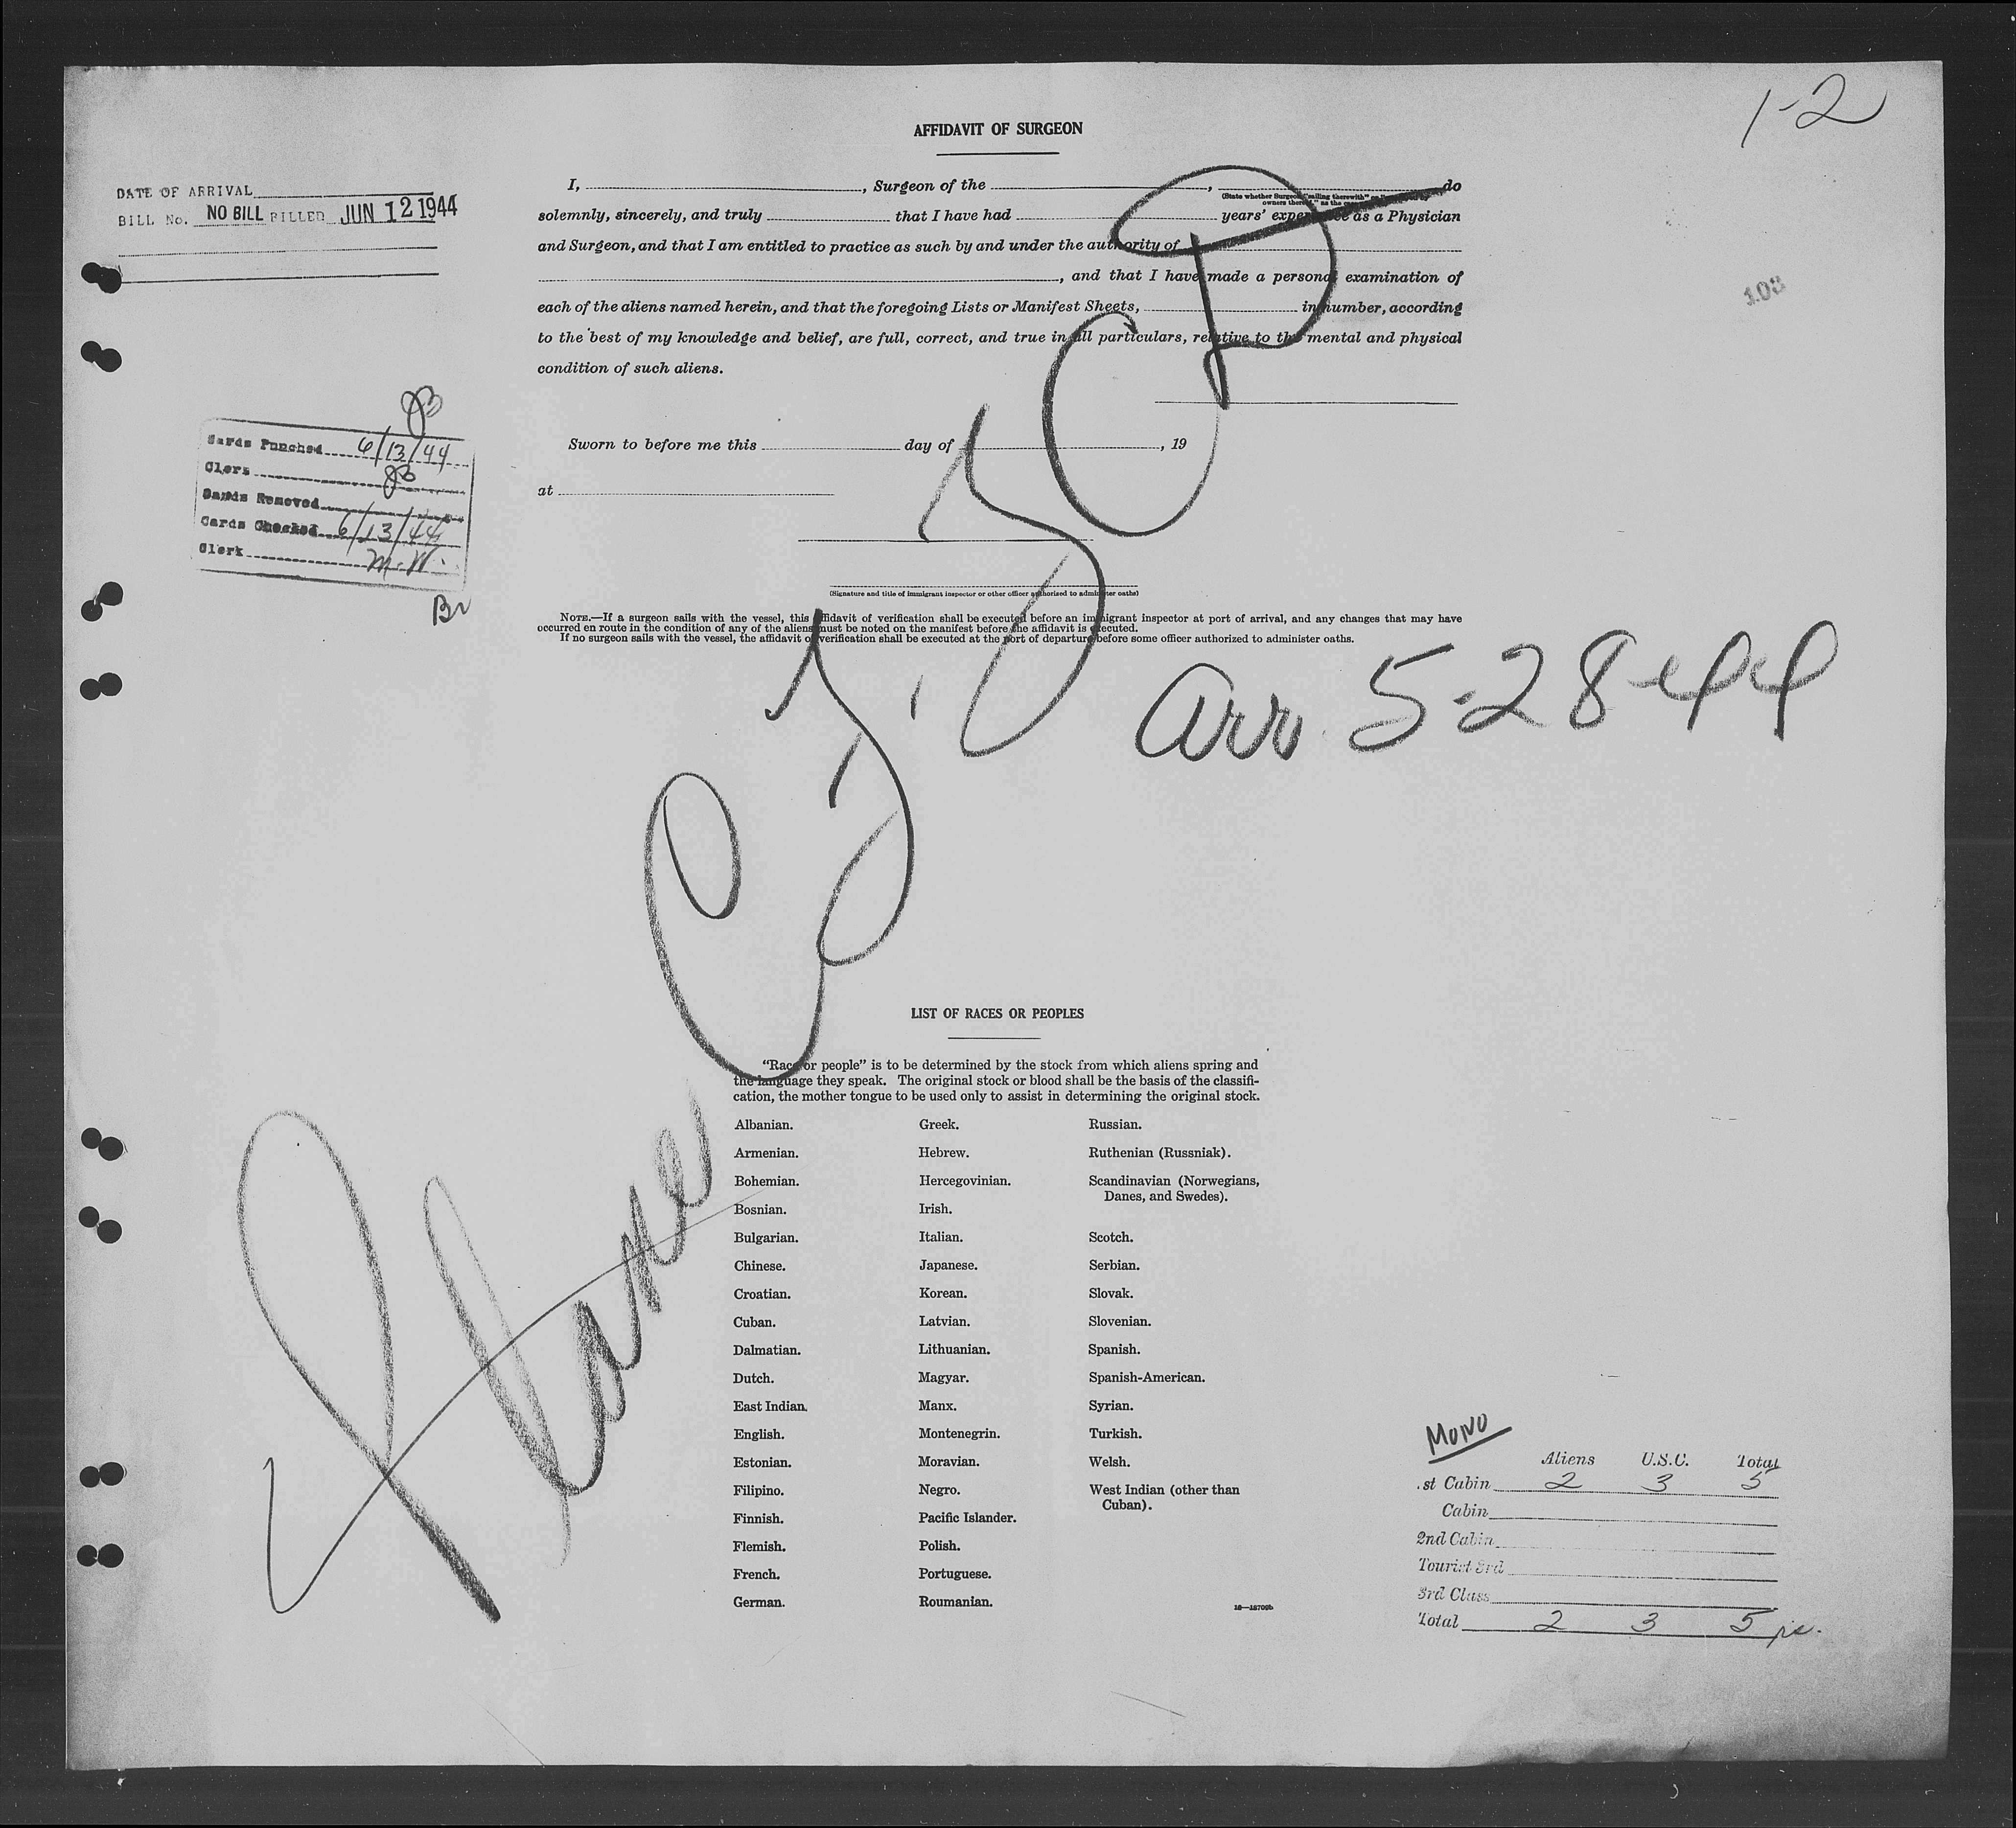 1-2
AFFIDAVIT OF SURGEON
DATE OF ARRIVAL
BILL No. NO BILL BILLED JUN 12 1944
I, , Surgeon of the , do
solemnly, sincerely, and truly that I have had years' experience as a Physician
and Surgeon, and that I am entitled to practice as such by and under the authority of
, and that I have made a personal examination of
each of the aliens named herein, and that the foregoing Lists or Manifest Sheets, in number, according
to the best of my knowledge and belief, are full, correct, and true in all particulars, relative to the mental and physical
condition of such aliens.
103
Sworn to before me this day of , 19
at
(Signature and title of immigrant inspector or other officer authorized to administer oaths)
Cards Punched 6/13/44
Clerk
Cards Removed
Cards Checked 6/13/44
Clerk M.W.
NOTE.—If a surgeon sails with the vessel, this affidavit of verification shall be executed before an immigrant inspector at port of arrival, and any changes that may have
occurred en route in the condition of any of the aliens must be noted on the manifest before the affidavit is executed.
If no surgeon sails with the vessel, the affidavit of verification shall be executed at the port of departure before some officer authorized to administer oaths.
arr. 5-28-44
Plane
LIST OF RACES OR PEOPLES
"Race or people" is to be determined by the stock from which aliens spring and
the language they speak. The original stock or blood shall be the basis of the classifi-
cation, the mother tongue to be used only to assist in determining the original stock.
Albanian.
Armenian.
Bohemian.
Bosnian.
Bulgarian.
Chinese.
Croatian.
Cuban.
Dalmatian.
Dutch.
East Indian.
English.
Estonian.
Filipino.
Finnish.
Flemish.
French.
German.
Greek.
Hebrew.
Hercegovinian.
Irish.
Italian.
Japanese.
Korean.
Latvian.
Lithuanian.
Magyar.
Manx.
Montenegrin.
Moravian.
Negro.
Pacific Islander.
Polish.
Portuguese.
Roumanian.
Russian.
Ruthenian (Russniak).
Scandinavian (Norwegians,
Danes, and Swedes).
Scotch.
Serbian.
Slovak.
Slovenian.
Spanish.
Spanish-American.
Syrian.
Turkish.
Welsh.
West Indian (other than
Cuban).
MONO
Aliens U.S.C. Total
st Cabin 2 3 5
Cabin
2nd Cabin
Tourist 3rd
3rd Class
Total 2 3 5